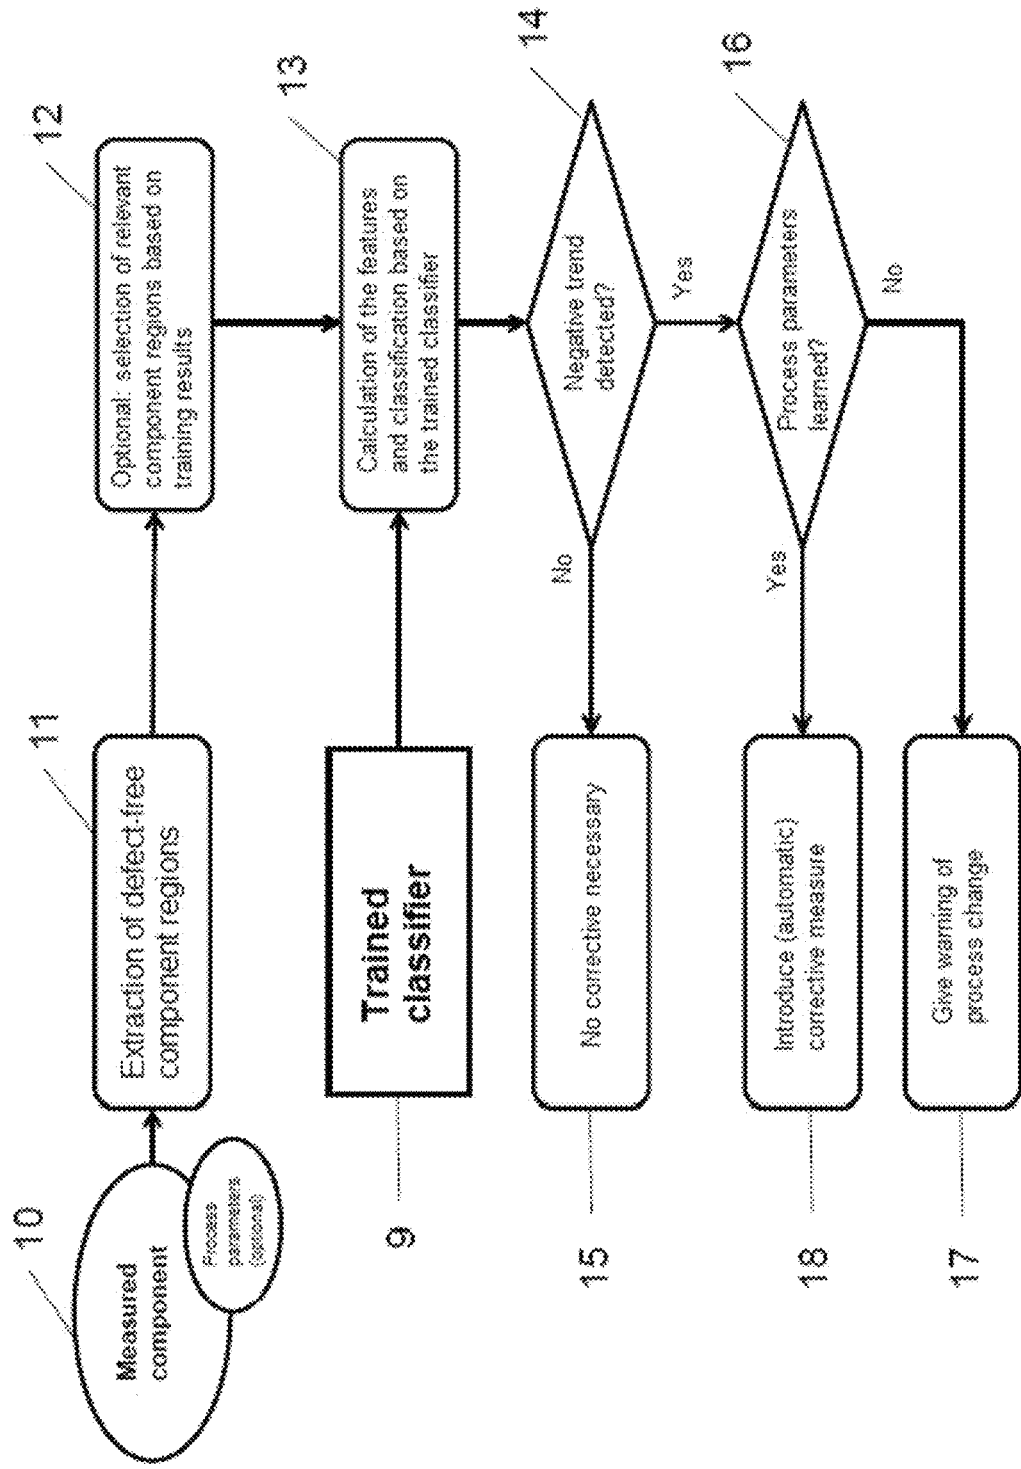 10
Measured
component
Process
parameters
(optional)
11
Extraction of defect-free
component regions
12
Optional: selection of relevant
component regions based on
training results
9
Trained
classifier
13
Calculation of the features
and classification based on
the trained classifier
14
Negative trend
detected?
No
Yes
15
No corrective necessary
16
Process parameters
learned?
Yes
No
18
Introduce (automatic)
corrective measure
17
Give warning of
process change